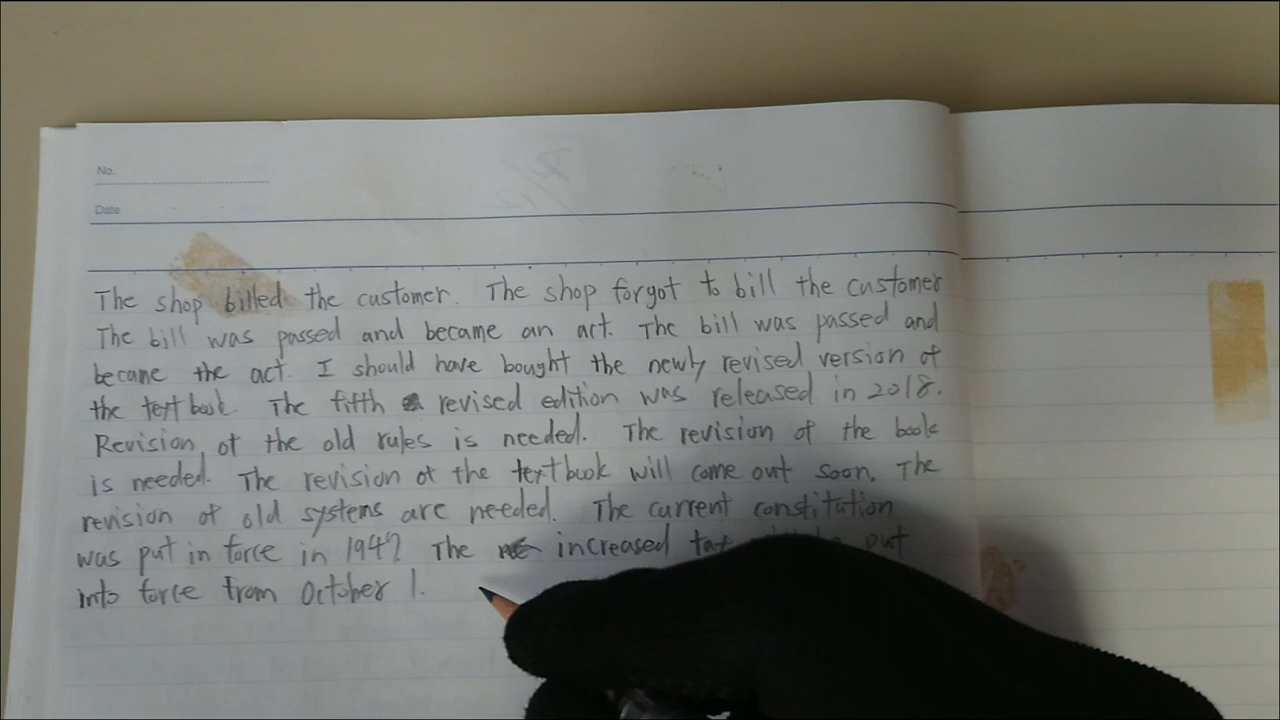 No.
Date
The shop billed the customer. The shop forgot to bill the customer
The bill was passed and became an act. The bill was passed and
became the act. I should have bought the newly revised version of
the textbook. The fifth revised edition was released in 2018.
Revision of the old rules is needed. The revision of the book
is needed. The revision of the textbook will come out soon. The
revision of old systems are needed. The current constitution
was put in force in 1947 The increased put
into force from October 1.